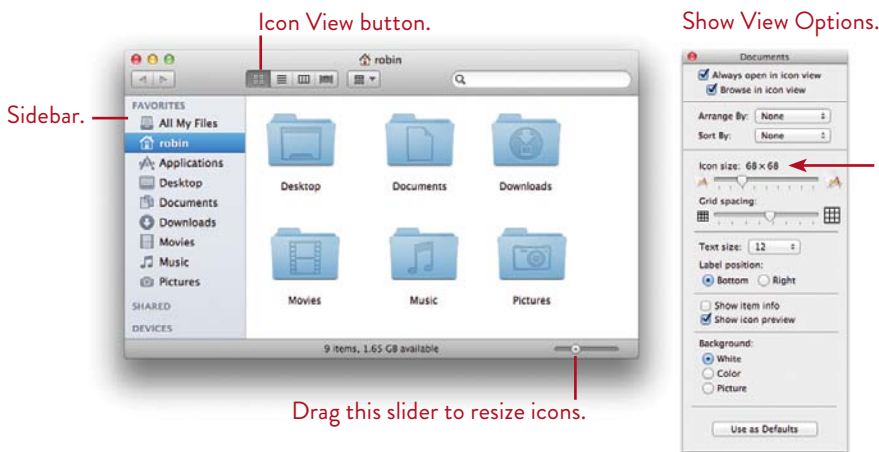 Icon View button.
Show View Options.
robin
Documents
Always open in icon view
Browse in icon view
Sidebar.
FAVORITES
All My Files
robin
Applications
Desktop
Documents
Downloads
Movies
Music
Pictures
SHARED
DEVICES
Desktop
Documents
Downloads
Movies
Music
Pictures
9 items, 1.65 GB available
Drag this slider to resize icons.
Arrange By: None
Sort By: None
Icon size: 68 × 68
Grid spacing:
Text size: 12
Label position:
Bottom Right
Show item info
Show icon preview
Background:
White
Color
Picture
Use as Defaults